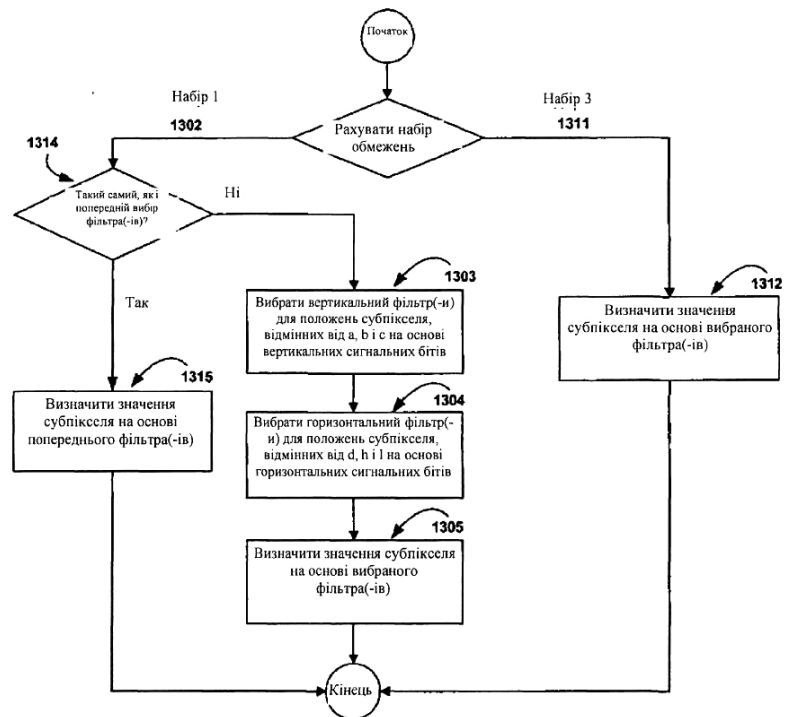 Початок
Набір 1
Набір 3
1302
1311
Рахувати набір
обмежень
1314
Такий самий, як і
попередній вибір
фільтра(-ів)?
Ні
Так
1303
Вибрати вертикальний фільтр(-и)
для положень субпікселя,
відмінних від a, b і c на основі
вертикальних сигнальних бітів
1312
Визначити значення
субпікселя на основі вибраного
фільтра(-ів)
1315
Визначити значення
субпікселя на основі
попереднього фільтра(-ів)
1304
Вибрати горизонтальний фільтр(-
и) для положень субпікселя,
відмінних від d, h і l на основі
горизонтальних сигнальних бітів
1305
Визначити значення субпікселя
на основі вибраного
фільтра(-ів)
Кінець